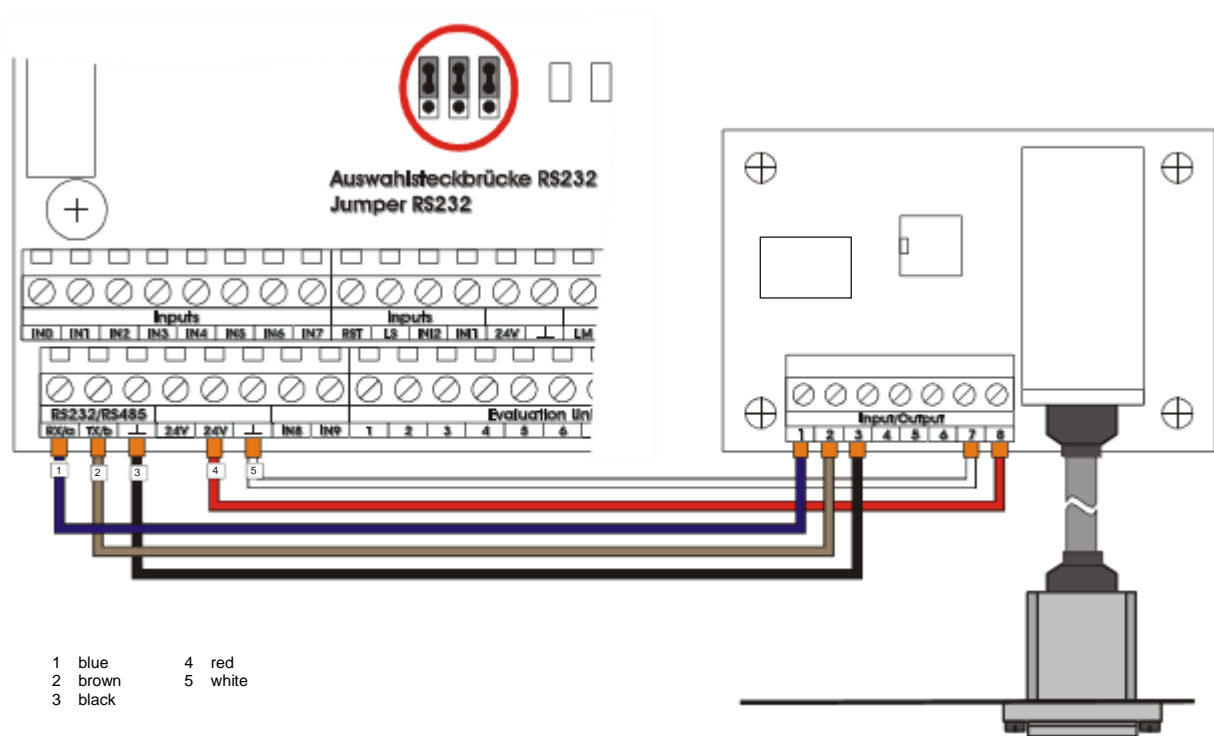 Auswahlsteckbrücke RS232
Jumper RS232
Inputs Inputs
IN0 IN1 IN2 IN3 IN4 IN5 IN6 IN7 RST LS INI2 INI1 24V ⊥ LM
RS232/RS485 Evaluation Uni
RX/a TX/b ⊥ 24V 24V ⊥ IN8 IN9 1 2 3 4 5 6
1 2 3 4 5
Input/Output
1 2 3 4 5 6 7 8
1 blue 4 red
2 brown 5 white
3 black